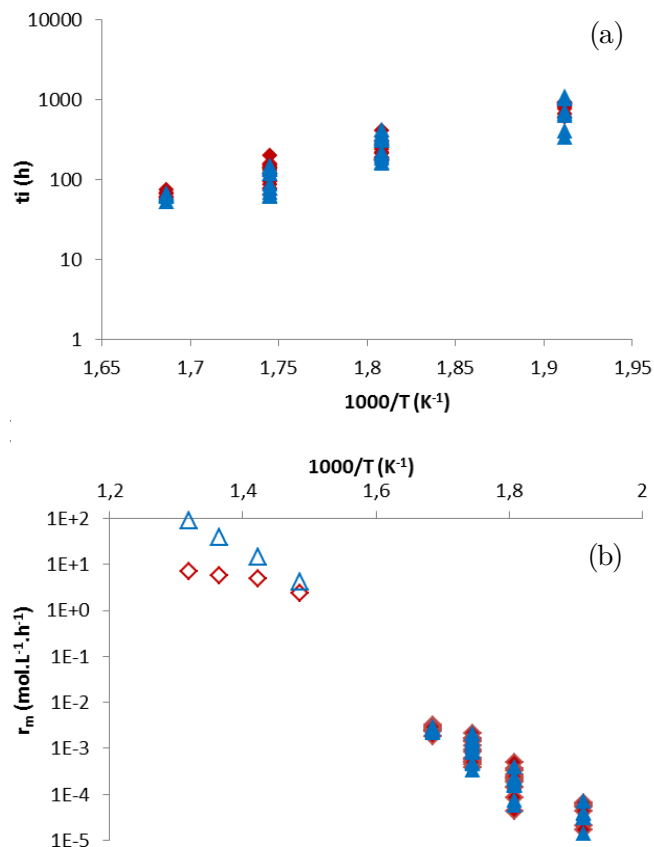 (a)
10000
1000
100
10
1
ti (h)
1,65 1,7 1,75 1,8 1,85 1,9 1,95
1000/T (K⁻¹)
1000/T (K⁻¹)
1,2 1,4 1,6 1,8 2
(b)
1E+2
1E+1
1E+0
1E-1
1E-2
1E-3
1E-4
1E-5
rₘ (mol.L⁻¹.h⁻¹)